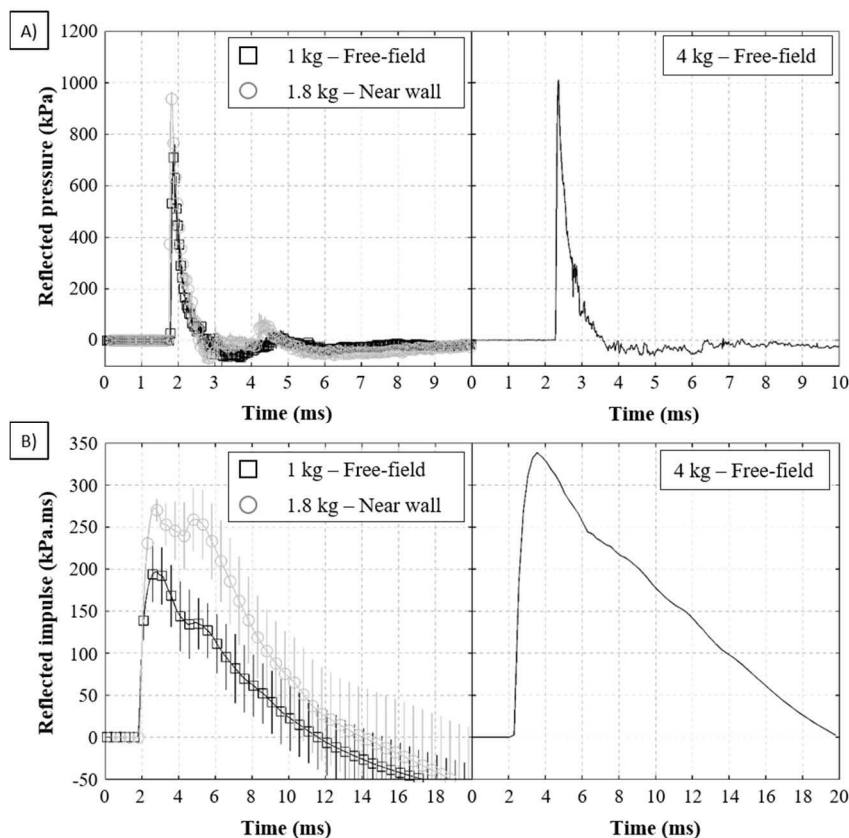 A)
1200
1000
800
600
400
200
0
Reflected pressure (kPa)
1 kg – Free-field
1.8 kg – Near wall
4 kg – Free-field
0 1 2 3 4 5 6 7 8 9 0 1 2 3 4 5 6 7 8 9 10
Time (ms) Time (ms)
B)
350
300
250
200
150
100
50
0
-50
Reflected impulse (kPa.ms)
1 kg – Free-field
1.8 kg – Near wall
4 kg – Free-field
0 2 4 6 8 10 12 14 16 18 0 2 4 6 8 10 12 14 16 18 20
Time (ms) Time (ms)